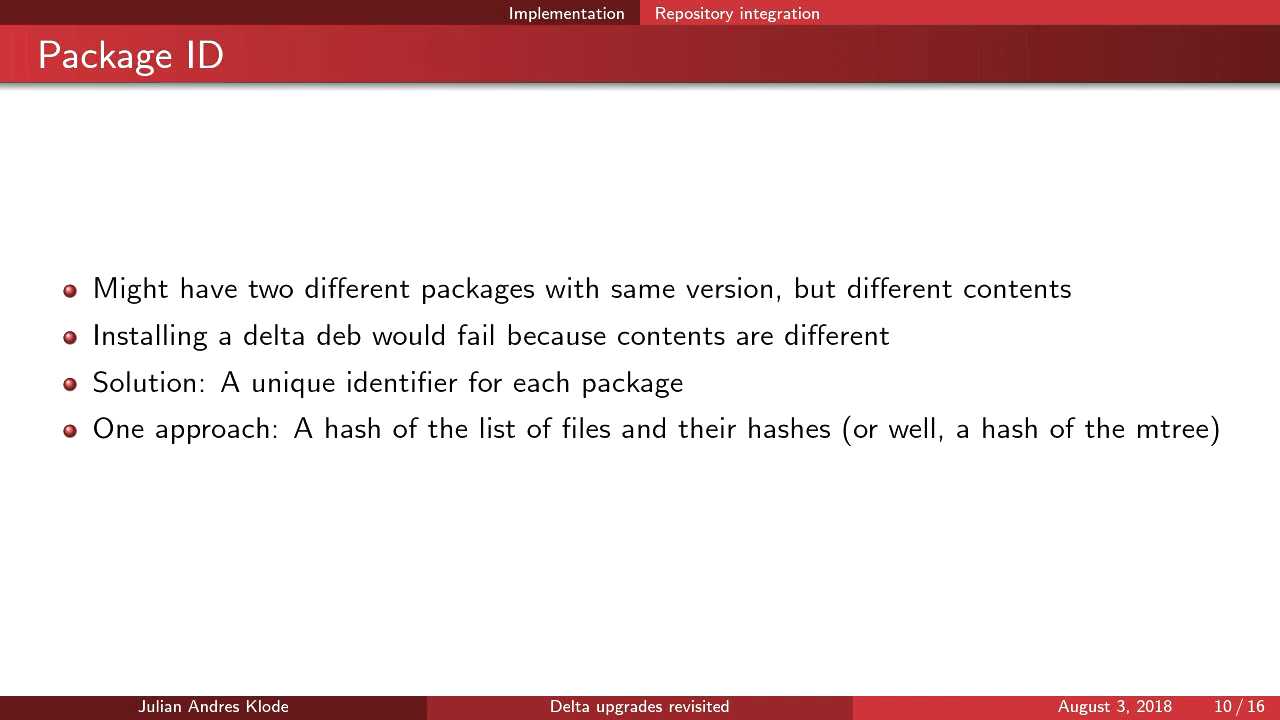 Implementation Repository integration
Package ID
Might have two different packages with same version, but different contents
Installing a delta deb would fail because contents are different
Solution: A unique identifier for each package
One approach: A hash of the list of files and their hashes (or well, a hash of the mtree)
Julian Andres Klode Delta upgrades revisited August 3, 2018 10 / 16